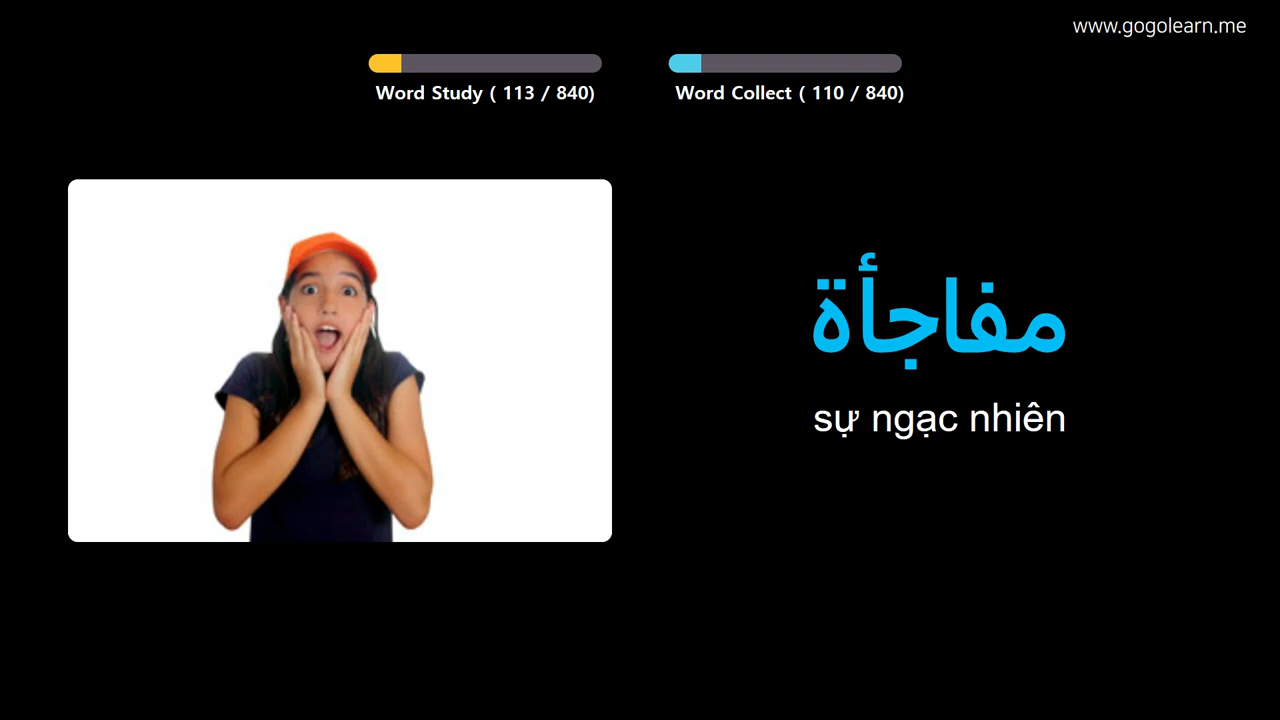 www.gogolearn.me
Word Study ( 113 / 840)
Word Collect ( 110 / 840)
مفاجأة
sự ngạc nhiên